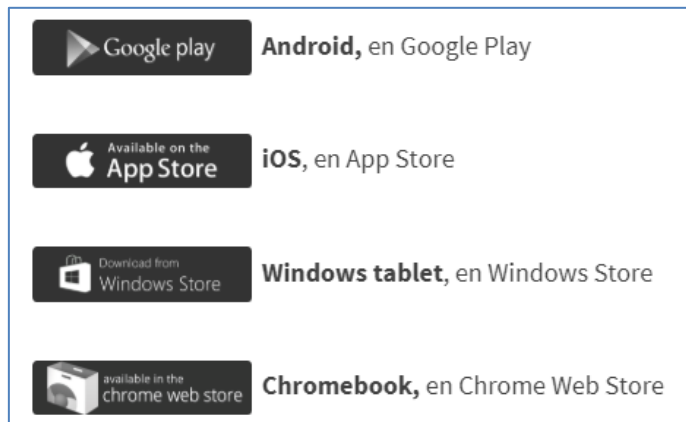 Google play Android, en Google Play
Available on the
App Store iOS, en App Store
Download from
Windows Store Windows tablet, en Windows Store
available in the
chrome web store Chromebook, en Chrome Web Store